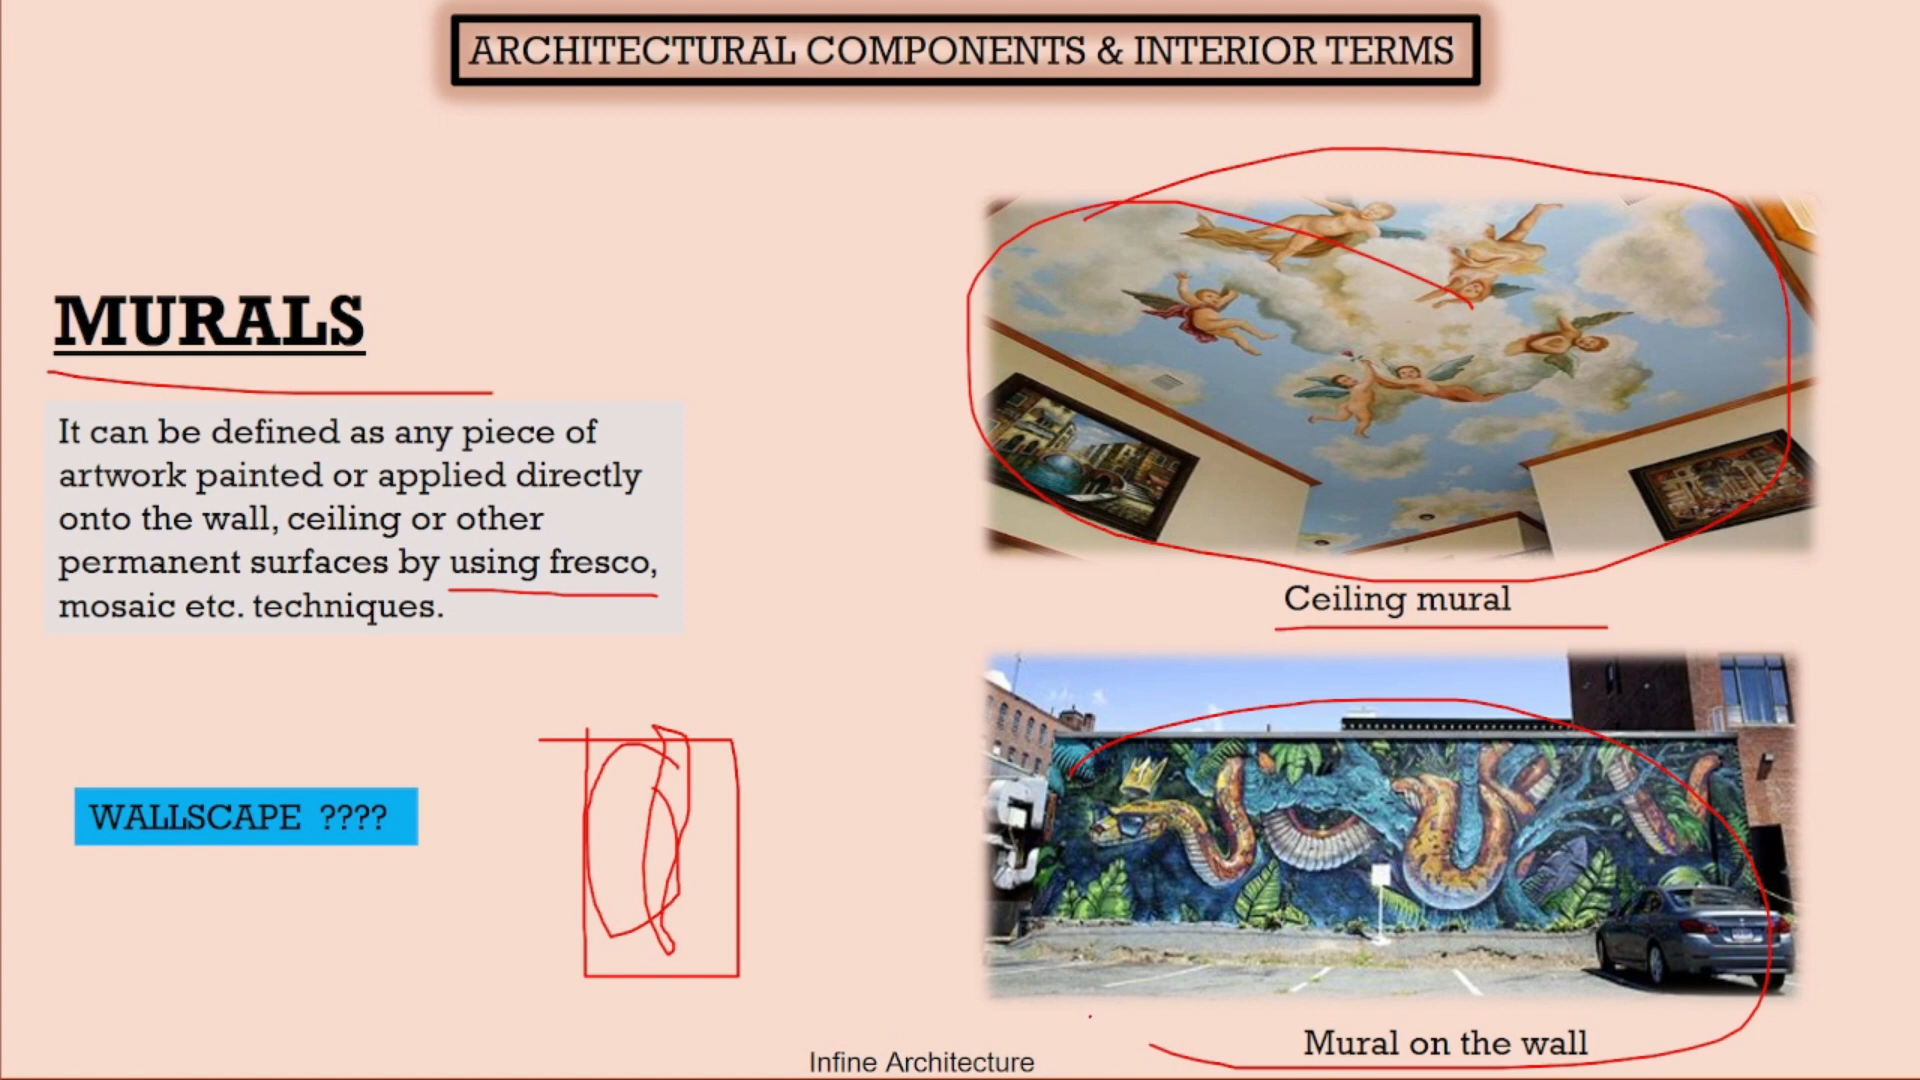 ARCHITECTURAL COMPONENTS & INTERIOR TERMS
MURALS
It can be defined as any piece of
artwork painted or applied directly
onto the wall, ceiling or other
permanent surfaces by using fresco,
mosaic etc. techniques.
WALLSCAPE ????
Ceiling mural
Mural on the wall
Infine Architecture